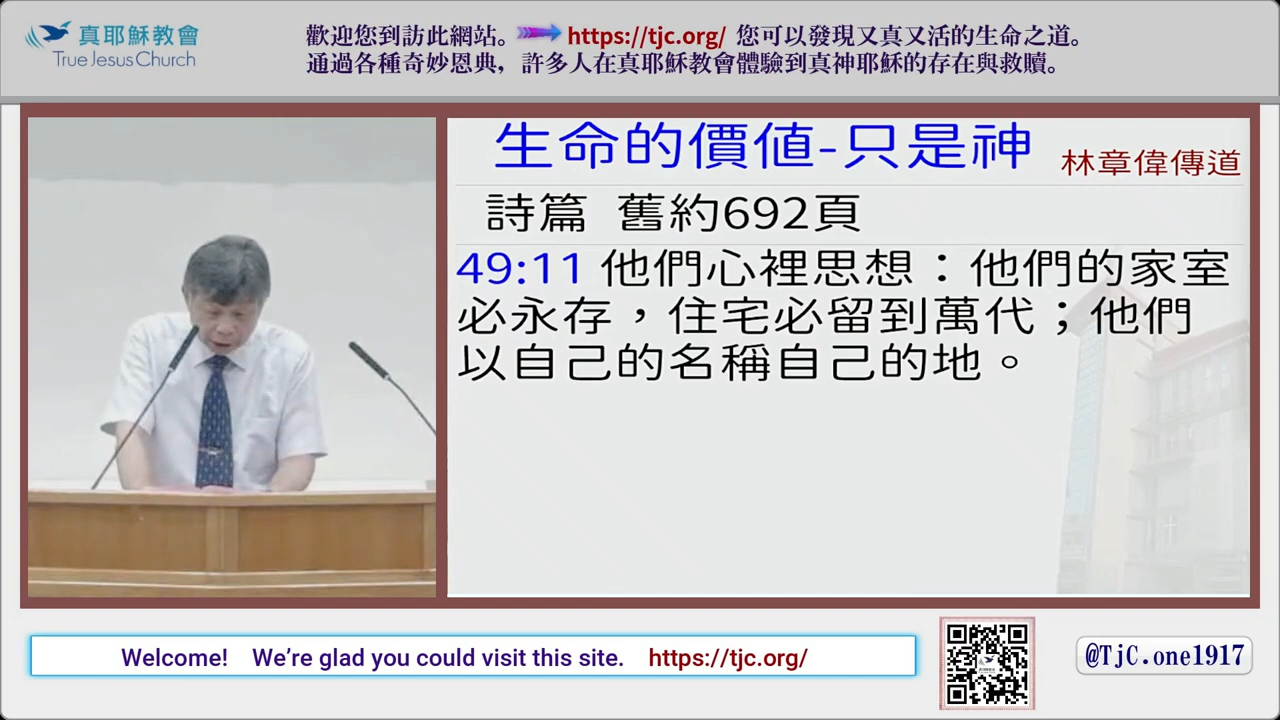 真耶穌教會
True Jesus Church
歡迎您到訪此網站。 https://tjc.org/ 您可以發現又真又活的生命之道。
通過各種奇妙恩典，許多人在真耶穌教會體驗到真神耶穌的存在與救贖。
生命的價值-只是神 林章偉傳道
詩篇 舊約692頁
49:11 他們心裡思想：他們的家室
必永存，住宅必留到萬代；他們
以自己的名稱自己的地。
Welcome! We're glad you could visit this site. https://tjc.org/
@TjC.one1917